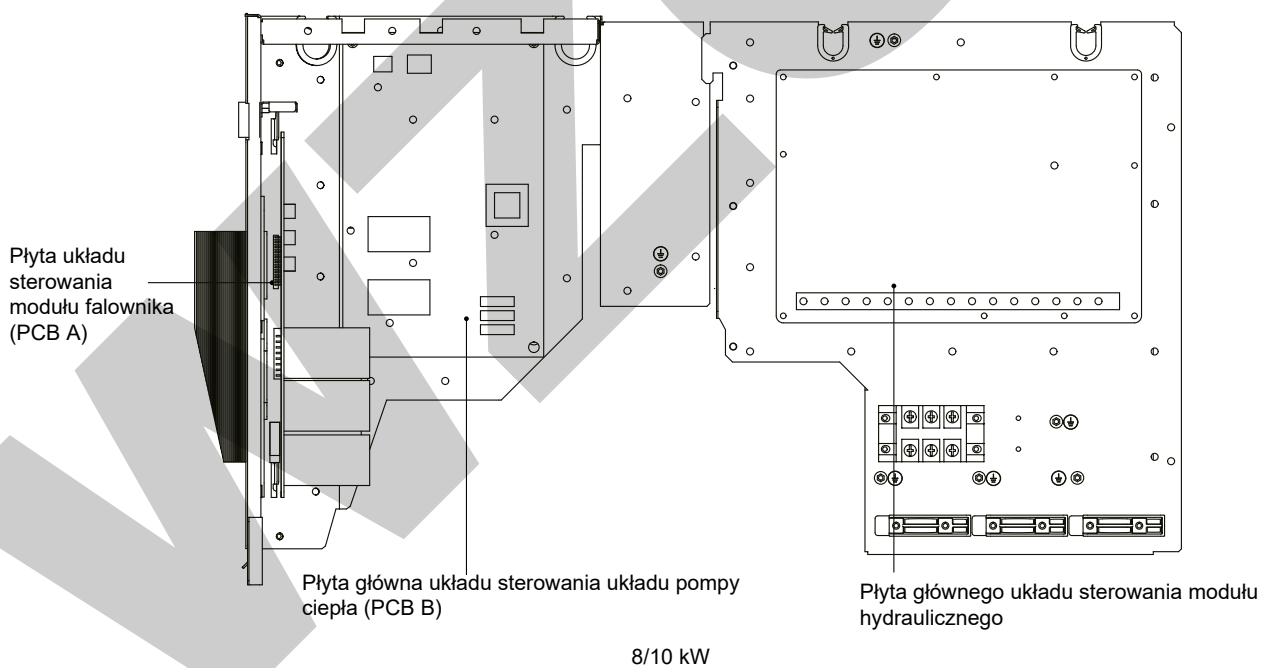 Płyta układu
sterowania
modułu falownika
(PCB A)
Płyta główna układu sterowania układu pompy
ciepła (PCB B)
Płyta głównego układu sterowania modułu
hydraulicznego
8/10 kW